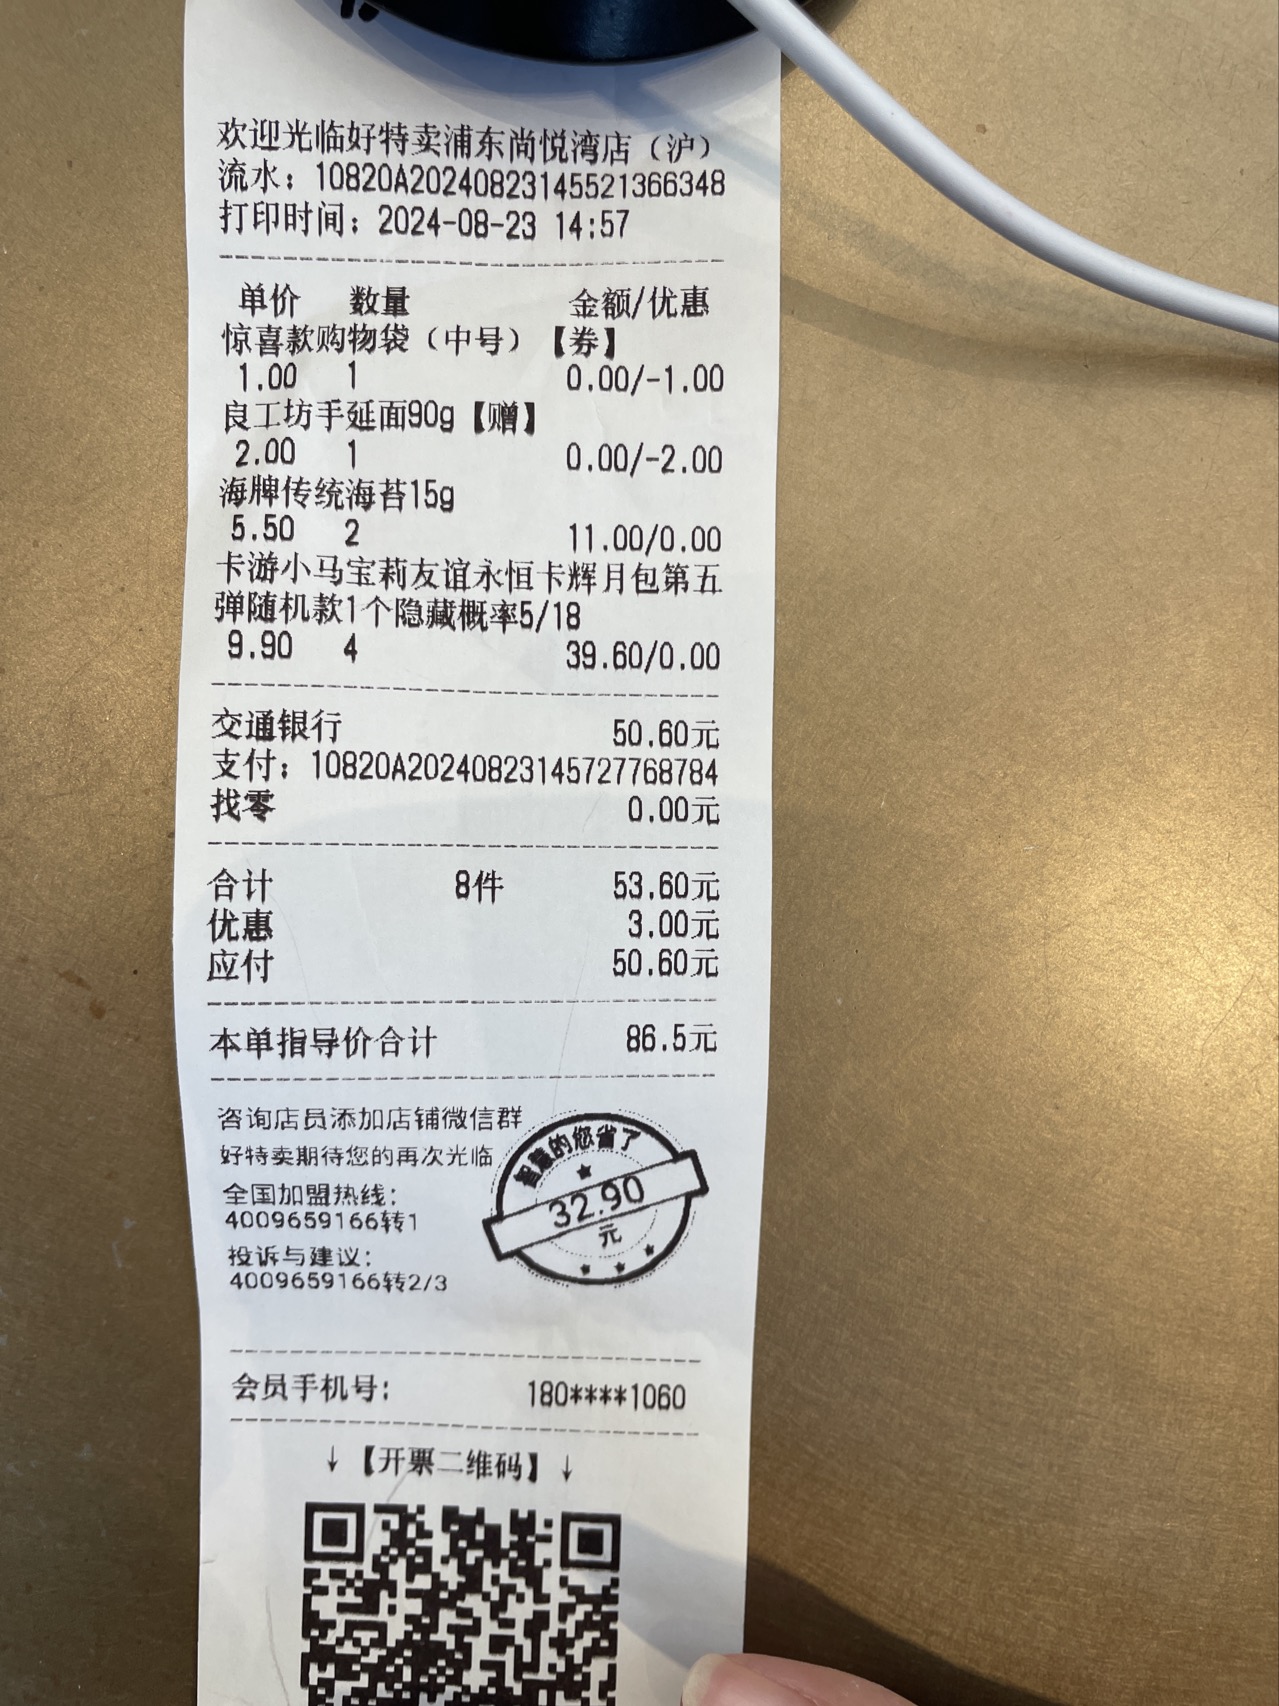 欢迎光临好特卖浦东尚悦湾店（沪）
流水：10820A20240823145521366348
打印时间：2024-08-23 14:57
单价 数量 金额/优惠
惊喜款购物袋（中号）【券】
1.00 1 0.00/-1.00
良工坊手延面90g【赠】
2.00 1 0.00/-2.00
海牌传统海苔15g
5.50 2 11.00/0.00
卡游小马宝莉友谊永恒卡辉月包第五
弹随机款1个隐藏概率5/18
9.90 4 39.60/0.00
交通银行 50.60元
支付：10820A20240823145727768784
找零 0.00元
合计 8件 53.60元
优惠 3.00元
应付 50.60元
本单指导价合计 86.5元
咨询店员添加店铺微信群
好特卖期待您的再次光临
全国加盟热线：
4009659166转1
投诉与建议：
4009659166转2/3
智慧的您省了
32.90
元
会员手机号： 180****1060
↓【开票二维码】↓